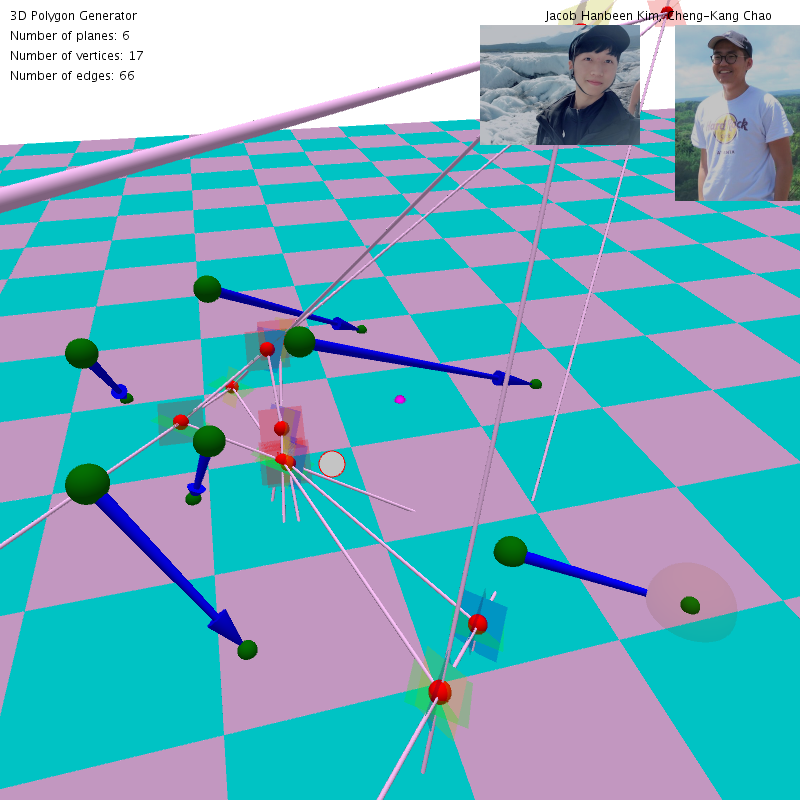 3D Polygon Generator
Jacob Hanbeen Kim, Cheng-Kang Chao
Number of planes: 6
Number of vertices: 17
Number of edges: 66